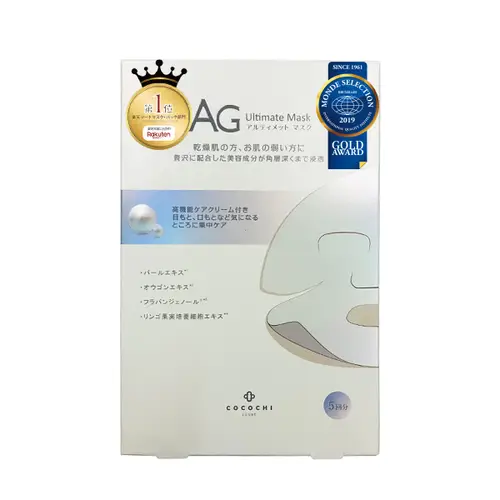 第1位
Rakuten
SINCE 1961
MONDE SELECTION
2019
GOLD
AWARD
AG Ultimate Mask
アルティメット マスク
乾燥肌の方、お肌の弱い方に
贅沢に配合した美容成分が角層深くまで浸透
高機能ケアクリーム付き
目もと、口もとなど気になる
ところに集中ケア
・パールエキス
・オウゴンエキス
・フラバンジェノール
・リンゴ果実培養細胞エキス
COCOCHI
COSME
5回分